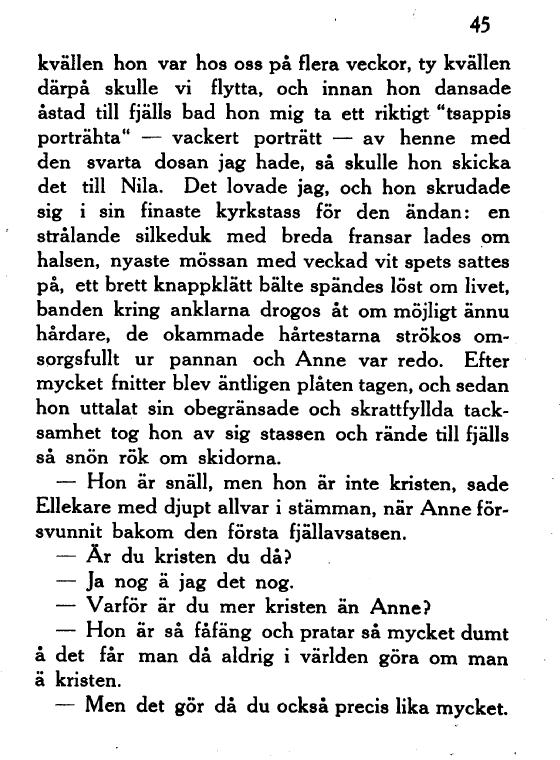 45
kvällen hon var hos oss på flera veckor, ty kvällen
därpå skulle vi flytta, och innan hon dansade
åstad till fjälls bad hon mig ta ett riktigt “tsappis
porträhta“ — vackert porträtt — av henne med
den svarta dosan jag hade, så skulle hon skicka
det till Nila. Det lovade jag, och hon skrudade
sig i sin finaste kyrkstass för den ändan: en
strålande silkeduk med breda fransar lades om
halsen, nyaste mössan med veckad vit spets sattes
på, ett brett knappklätt bälte spändes löst om livet,
banden kring anklarna drogos åt om möjligt ännu
hårdare, de okammade hårtestarna strökos om-
sorgsfullt ur pannan och Anne var redo. Efter
mycket fnitter blev äntligen plåten tagen, och sedan
hon uttalat sin obegränsade och skrattfyllda tack-
samhet tog hon av sig stassen och rände till fjälls
så snön rök om skidorna.
— Hon är snäll, men hon är inte kristen, sade
Ellekare med djupt allvar i stämman, när Anne för-
svunnit bakom den första fjällavsatsen.
— Är du kristen du då?
— Ja nog ä jag det nog.
— Varför är du mer kristen än Anne?
— Hon är så fåfäng och pratar så mycket dumt
å det får man då aldrig i världen göra om man
ä kristen.
— Men det gör då du också precis lika mycket.